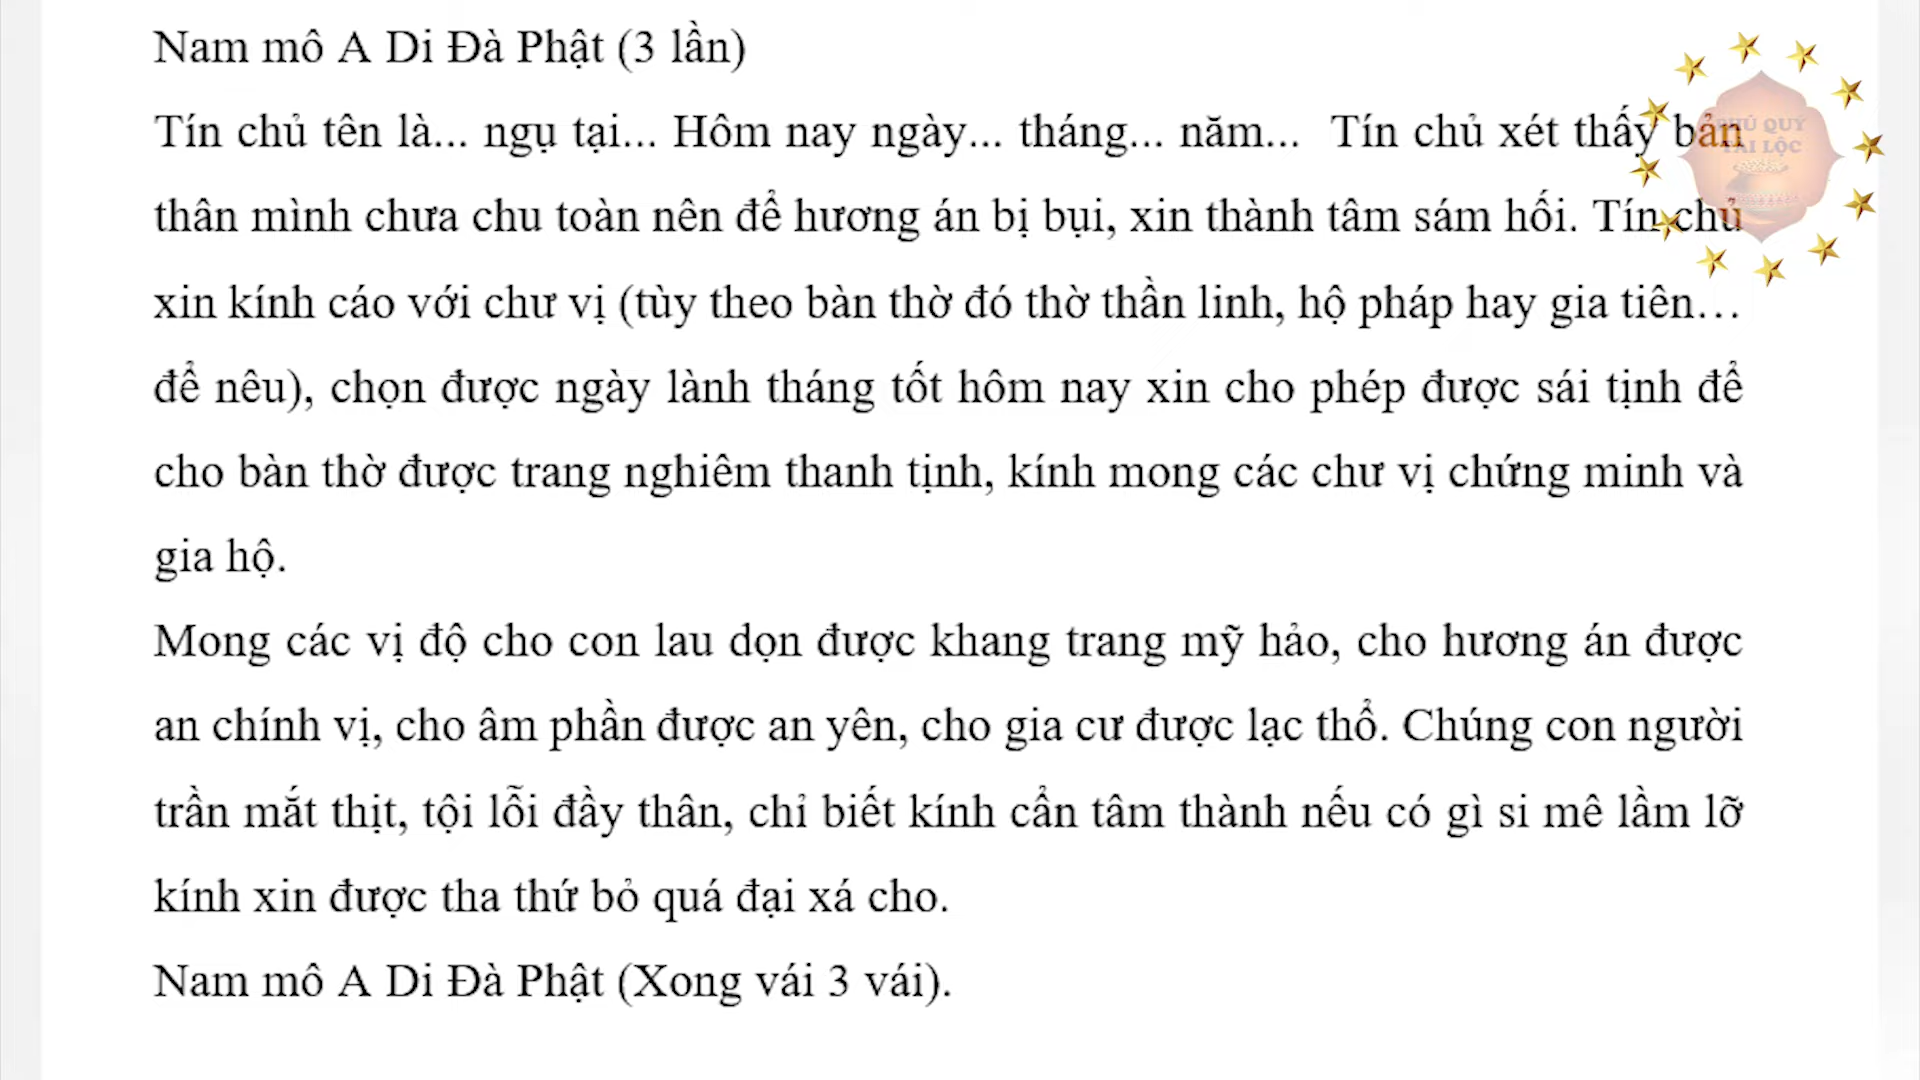 Nam mô A Di Đà Phật (3 lần)
Tín chủ tên là... ngụ tại... Hôm nay ngày... tháng... năm... Tín chủ xét thấy bản
thân mình chưa chu toàn nên để hương án bị bụi, xin thành tâm sám hối. Tín chủ
xin kính cáo với chư vị (tùy theo bàn thờ đó thờ thần linh, hộ pháp hay gia tiên…
để nêu), chọn được ngày lành tháng tốt hôm nay xin cho phép được sái tịnh để
cho bàn thờ được trang nghiêm thanh tịnh, kính mong các chư vị chứng minh và
gia hộ.
Mong các vị độ cho con lau dọn được khang trang mỹ hảo, cho hương án được
an chính vị, cho âm phần được an yên, cho gia cư được lạc thổ. Chúng con người
trần mắt thịt, tội lỗi đầy thân, chỉ biết kính cẩn tâm thành nếu có gì si mê lầm lỡ
kính xin được tha thứ bỏ quá đại xá cho.
Nam mô A Di Đà Phật (Xong vái 3 vái).
PHÚ QUÝ
TÀI LỘC